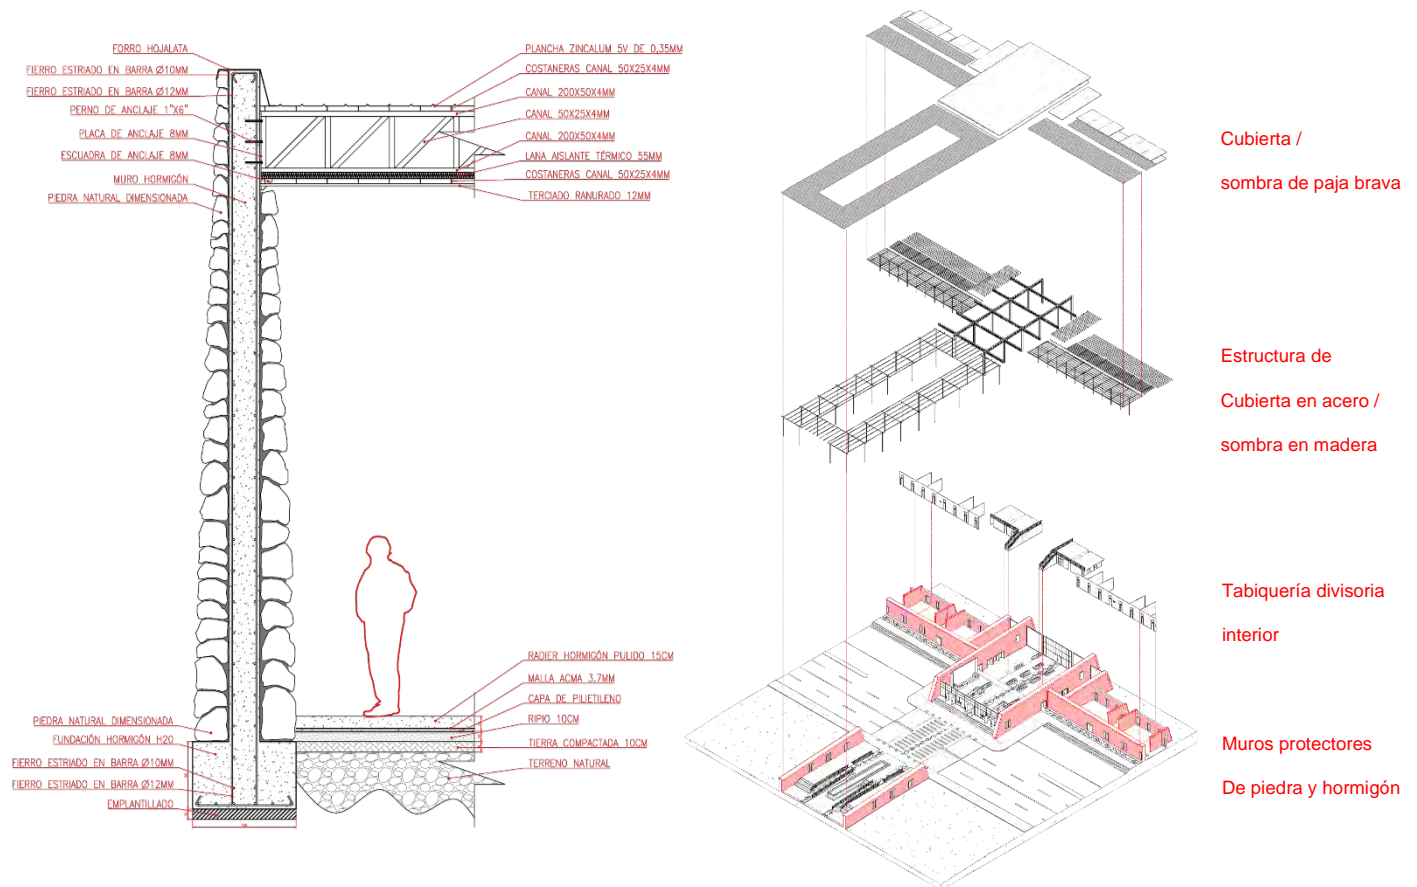 FORRO HOJALATA
FIERRO ESTRIADO EN BARRA Ø10MM
FIERRO ESTRIADO EN BARRA Ø12MM
PERNO DE ANCLAJE 1"X6"
PLACA DE ANCLAJE 8MM
ESCUADRA DE ANCLAJE 8MM
MURO HORMIGÓN
PIEDRA NATURAL DIMENSIONADA
PLANCHA ZINCALUM 5V DE 0,35MM
COSTANERAS CANAL 50X25X4MM
CANAL 200X50X4MM
CANAL 50X25X4MM
CANAL 200X50X4MM
LANA AISLANTE TÉRMICO 55MM
COSTANERAS CANAL 50X25X4MM
TERCIADO RANURADO 12MM
RADIER HORMIGÓN PULIDO 15CM
MALLA ACMA 3.7MM
CAPA DE PILIETILENO
RIPIO 10CM
TIERRA COMPACTADA 10CM
TERRENO NATURAL
PIEDRA NATURAL DIMENSIONADA
FUNDACIÓN HORMIGÓN H20
FIERRO ESTRIADO EN BARRA Ø10MM
FIERRO ESTRIADO EN BARRA Ø12MM
EMPLANTILLADO
Cubierta /
sombra de paja brava
Estructura de
Cubierta en acero /
sombra en madera
Tabiquería divisoria
interior
Muros protectores
De piedra y hormigón